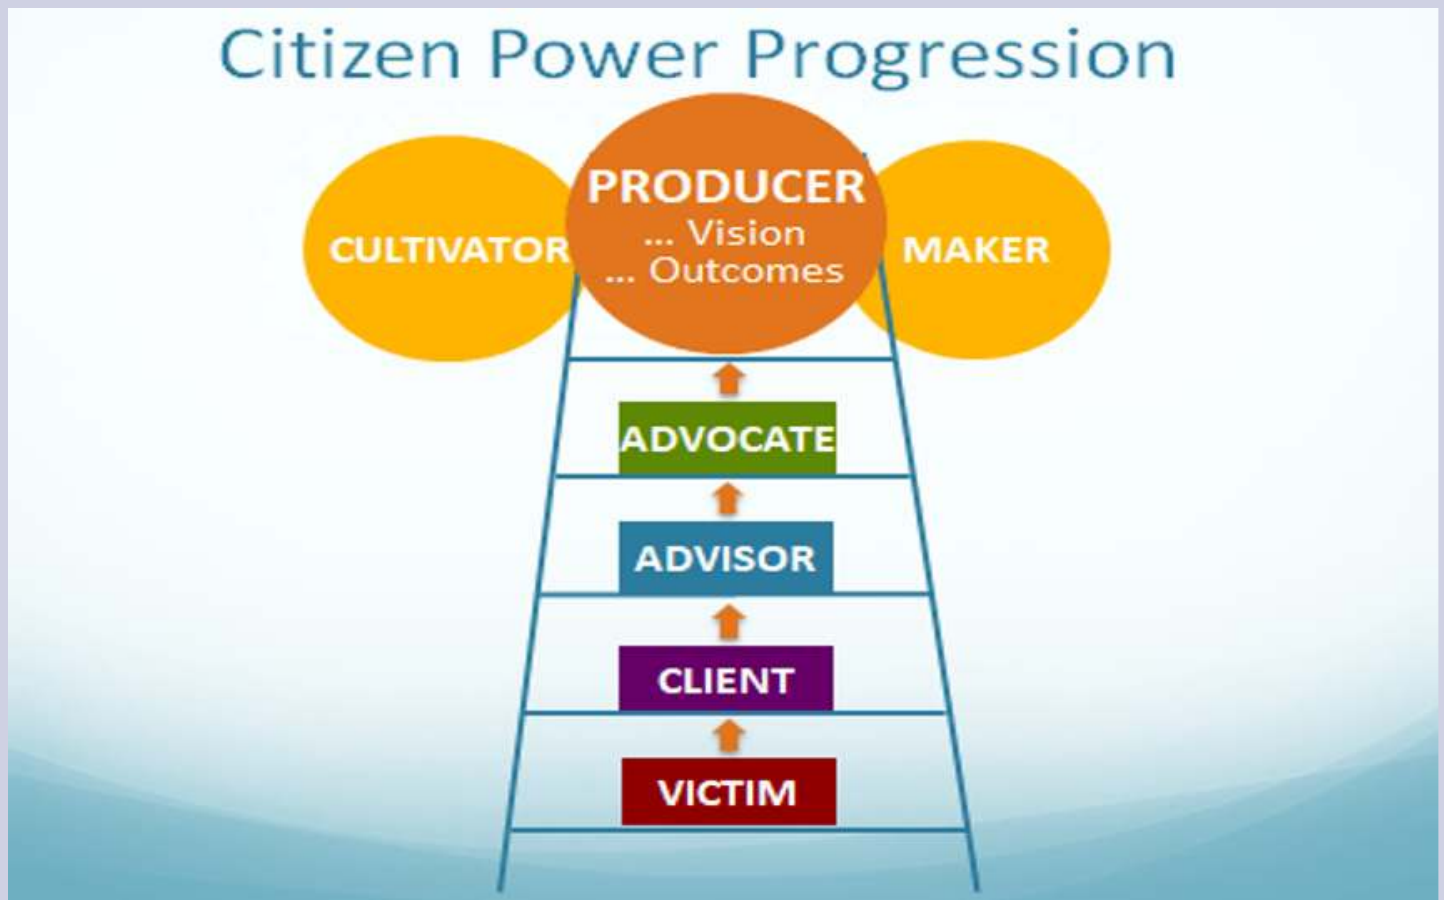 Citizen Power Progression
PRODUCER
... Vision
... Outcomes
CULTIVATOR
MAKER
ADVOCATE
ADVISOR
CLIENT
VICTIM